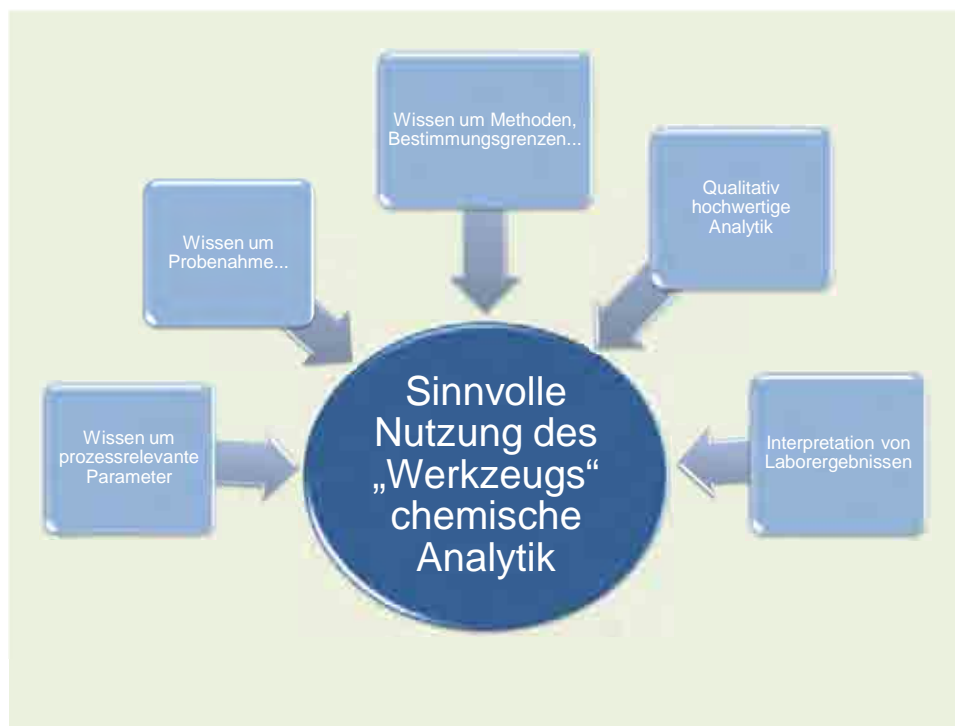 Wissen um Methoden,
Bestimmungsgrenzen...
Qualitativ
hochwertige
Analytik
Wissen um
Probenahme...
Sinnvolle
Nutzung des
„Werkzeugs“
chemische
Analytik
Wissen um
prozessrelevante
Parameter
Interpretation von
Laborergebnissen